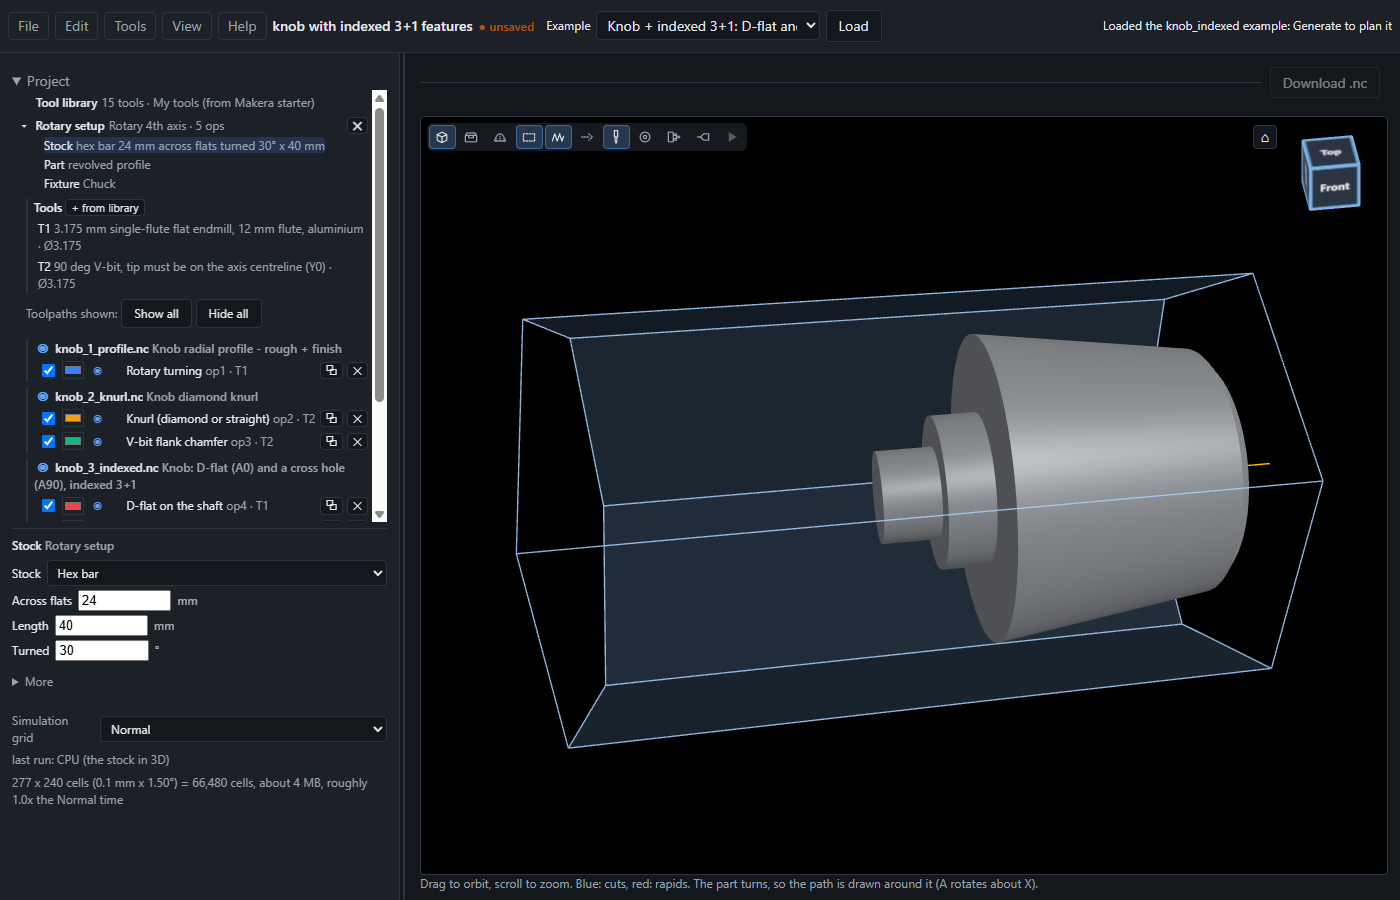 File Edit Tools View Help knob with indexed 3+1 features ● unsaved Example Knob + indexed 3+1: D-flat an Load Loaded the knob_indexed example: Generate to plan it
▼ Project
Download .nc
Tool library 15 tools · My tools (from Makera starter)
Rotary setup Rotary 4th axis · 5 ops
Stock hex bar 24 mm across flats turned 30° x 40 mm
Part revolved profile
Fixture Chuck
Tools + from library
T1 3.175 mm single-flute flat endmill, 12 mm flute, aluminium
· Ø3.175
T2 90 deg V-bit, tip must be on the axis centreline (Y0) ·
Ø3.175
Toolpaths shown: Show all Hide all
knob_1_profile.nc Knob radial profile - rough + finish
Rotary turning op1 · T1
knob_2_knurl.nc Knob diamond knurl
Knurl (diamond or straight) op2 · T2
V-bit flank chamfer op3 · T2
knob_3_indexed.nc Knob: D-flat (A0) and a cross hole
(A90), indexed 3+1
D-flat on the shaft op4 · T1
Top
Front
Stock Rotary setup
Stock Hex bar
Across flats 24 mm
Length 40 mm
Turned 30 °
More
Simulation
grid
Normal
last run: CPU (the stock in 3D)
277 x 240 cells (0.1 mm x 1.50°) = 66,480 cells, about 4 MB, roughly
1.0x the Normal time
Drag to orbit, scroll to zoom. Blue: cuts, red: rapids. The part turns, so the path is drawn around it (A rotates about X).